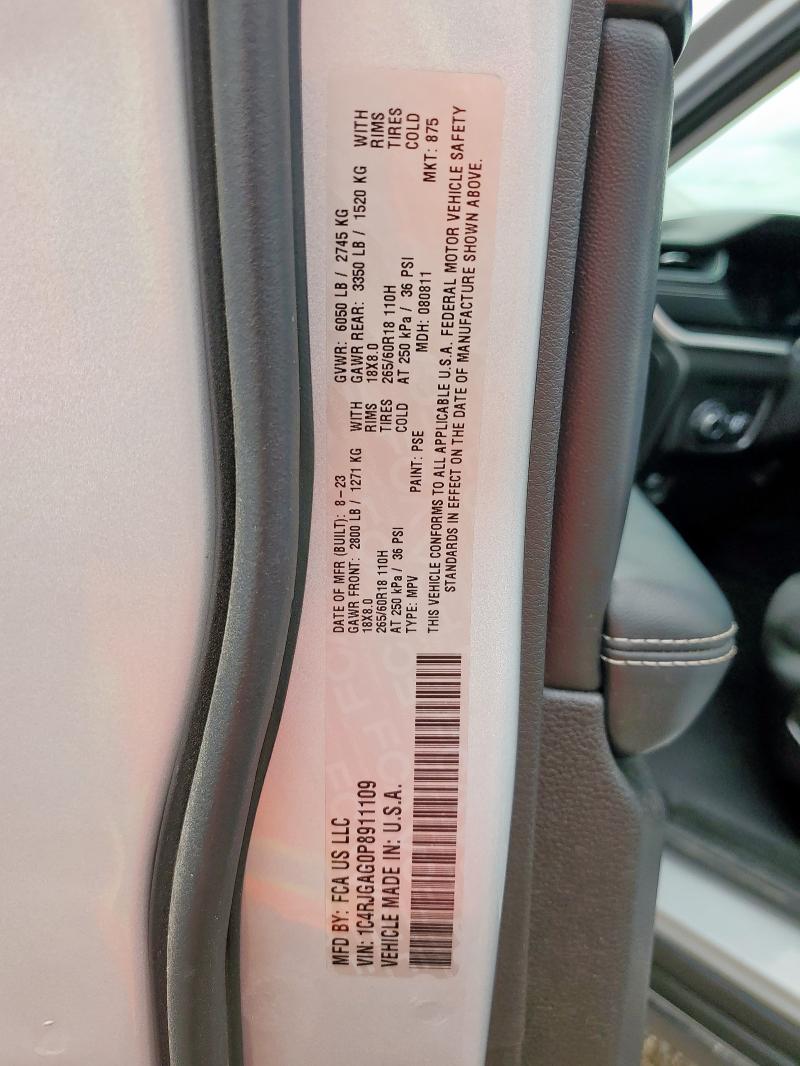 MFD BY: FCA US LLC
VIN: 1C4RJGAG0P8911109
VEHICLE MADE IN: U.S.A.
DATE OF MFR (BUILT): 8-23 GVWR: 6050 LB / 2745 KG
GAWR FRONT: 2800 LB / 1271 KG WITH GAWR REAR: 3350 LB / 1520 KG WITH
18X8.0 RIMS 18X8.0 RIMS
265/60R18 110H TIRES 265/60R18 110H TIRES
AT 250 kPa / 36 PSI COLD AT 250 kPa / 36 PSI COLD
TYPE: MPV PAINT: PSE MDH: 080811 MKT: 875
THIS VEHICLE CONFORMS TO ALL APPLICABLE U.S.A. FEDERAL MOTOR VEHICLE SAFETY
STANDARDS IN EFFECT ON THE DATE OF MANUFACTURE SHOWN ABOVE.